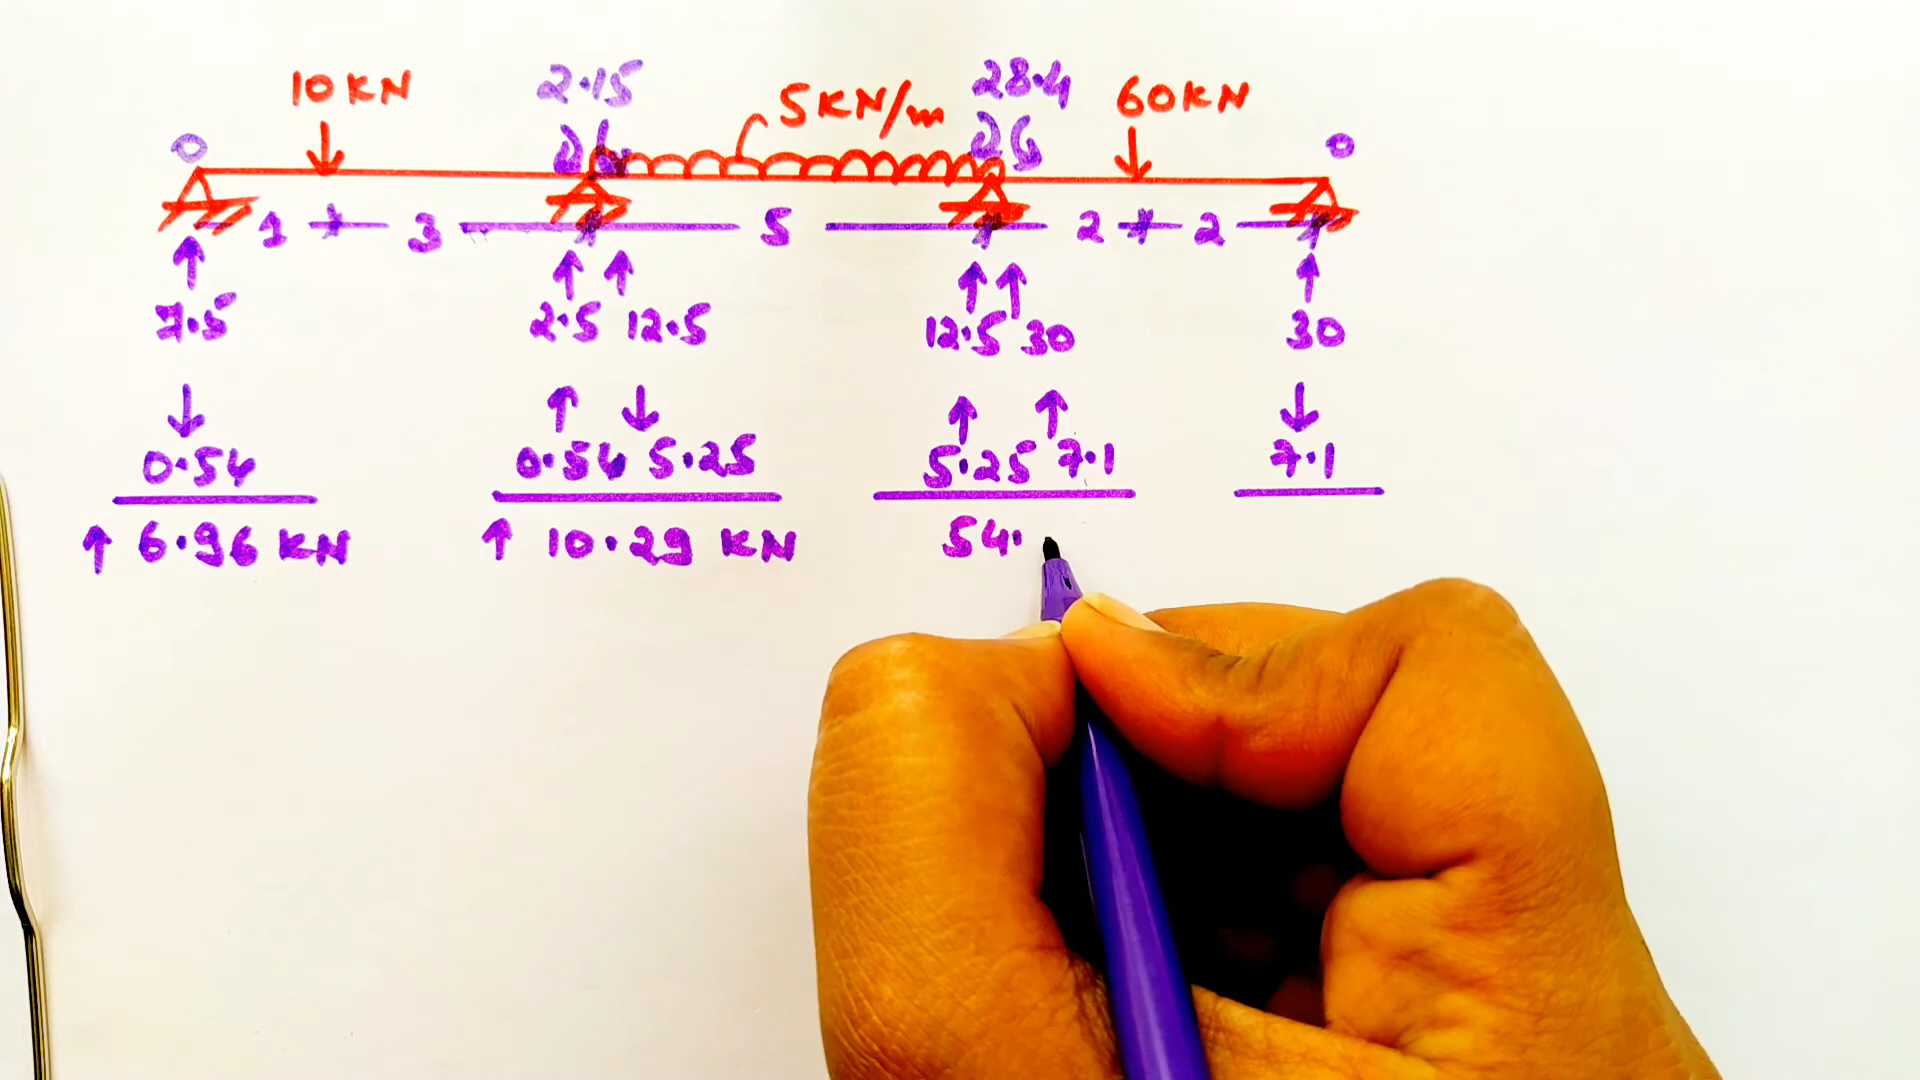 10KN 2.15 5KN/m 28.4 60KN
0 0
1 3 5 2 2
7.5 2.5 12.5 12.5 30 30
0.54 0.54 5.25 5.25 7.1 7.1
6.96 KN 10.29 KN 54.